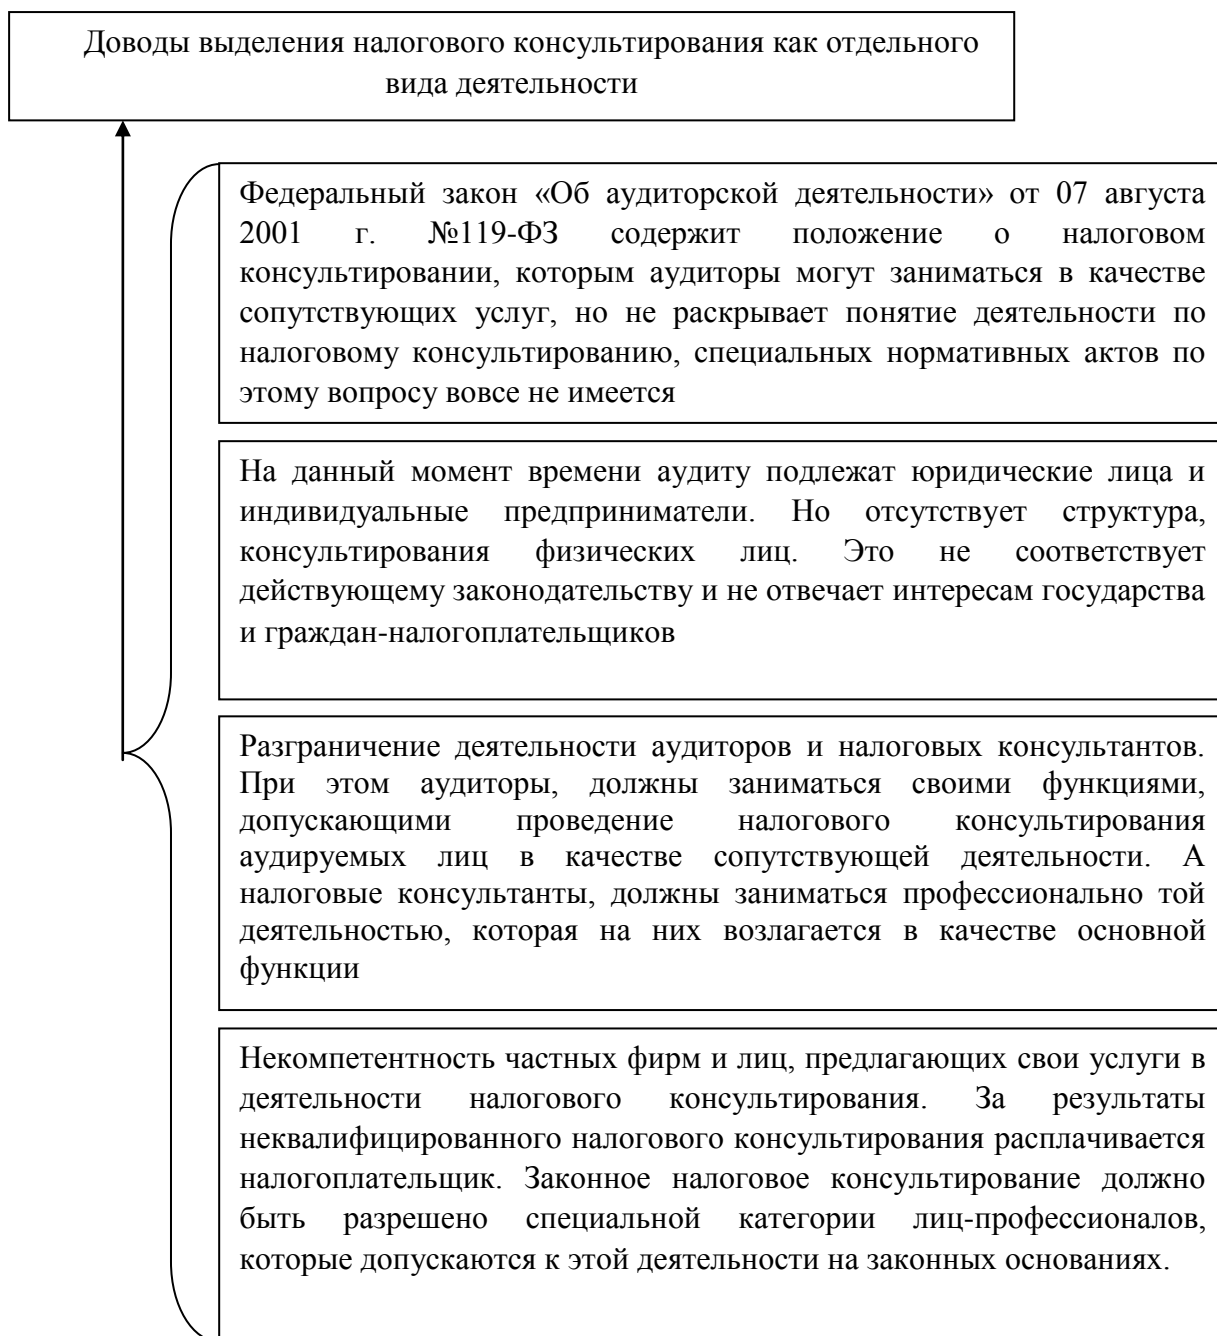 Доводы выделения налогового консультирования как отдельного
вида деятельности
Федеральный закон «Об аудиторской деятельности» от 07 августа
2001 г. №119-ФЗ содержит положение о налоговом
консультировании, которым аудиторы могут заниматься в качестве
сопутствующих услуг, но не раскрывает понятие деятельности по
налоговому консультированию, специальных нормативных актов по
этому вопросу вовсе не имеется
На данный момент времени аудиту подлежат юридические лица и
индивидуальные предприниматели. Но отсутствует структура,
консультирования физических лиц. Это не соответствует
действующему законодательству и не отвечает интересам государства
и граждан-налогоплательщиков
Разграничение деятельности аудиторов и налоговых консультантов.
При этом аудиторы, должны заниматься своими функциями,
допускающими проведение налогового консультирования
аудируемых лиц в качестве сопутствующей деятельности. А
налоговые консультанты, должны заниматься профессионально той
деятельностью, которая на них возлагается в качестве основной
функции
Некомпетентность частных фирм и лиц, предлагающих свои услуги в
деятельности налогового консультирования. За результаты
неквалифицированного налогового консультирования расплачивается
налогоплательщик. Законное налоговое консультирование должно
быть разрешено специальной категории лиц-профессионалов,
которые допускаются к этой деятельности на законных основаниях.